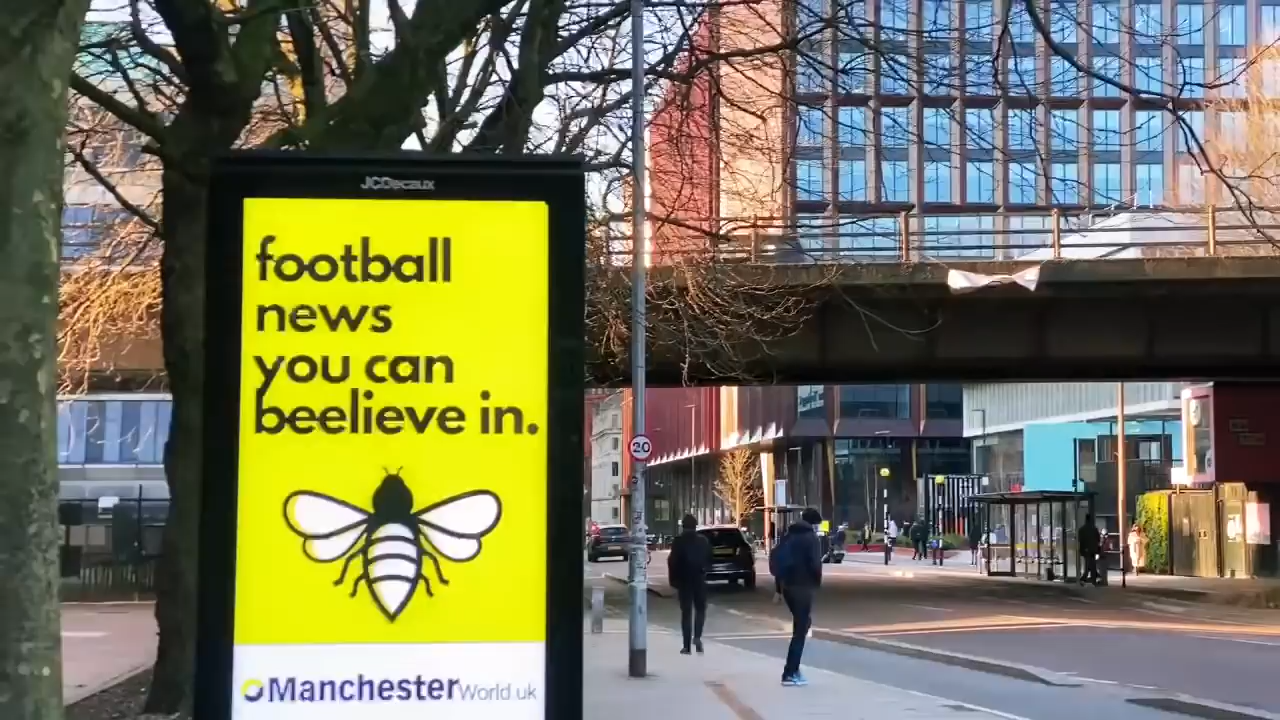 JCDecaux
football
news
you can
beelieve in.
ManchesterWorld.uk
20